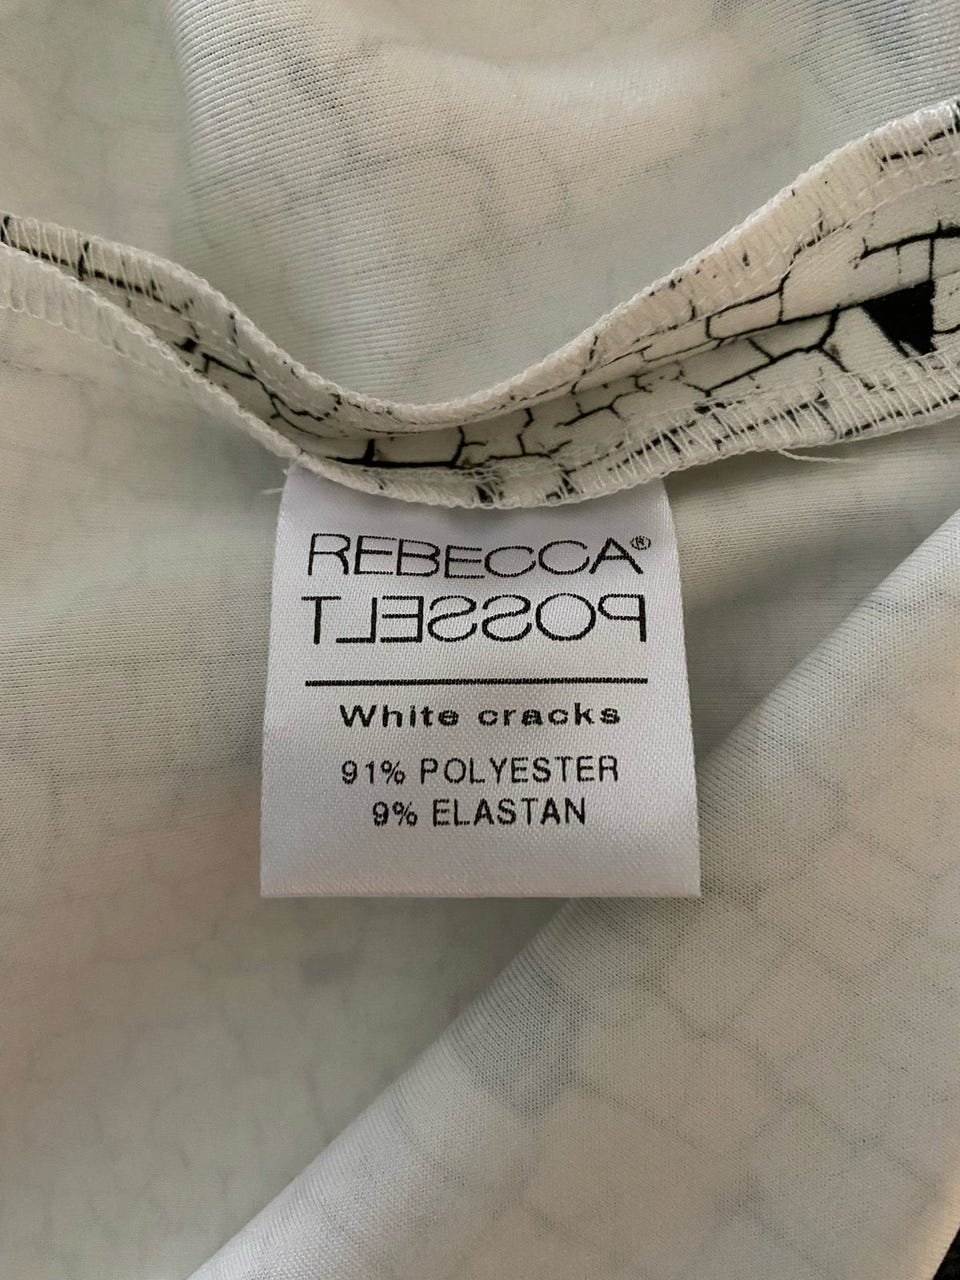 REBECCA®
POSSELT
White cracks
91% POLYESTER
9% ELASTAN